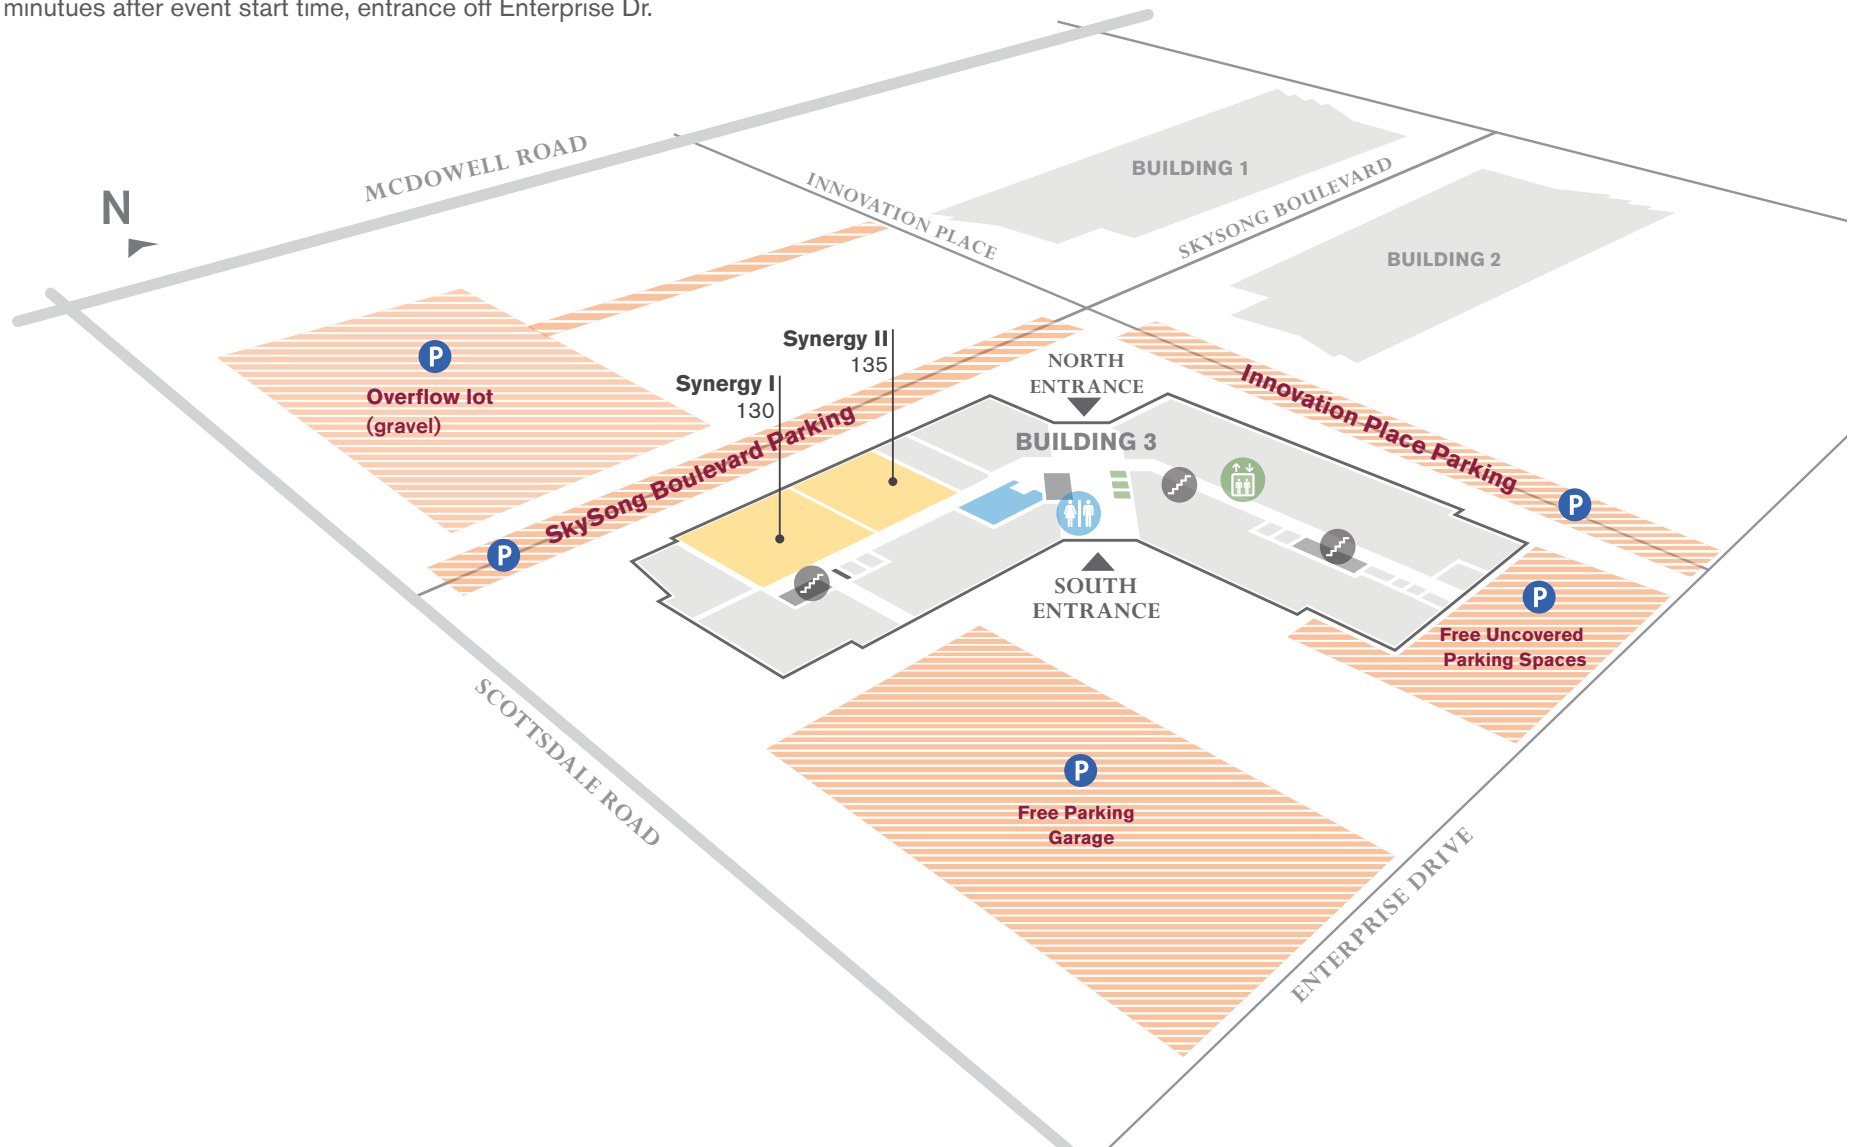 minutues after event start time, entrance off Enterprise Dr.
MCDOWELL ROAD
N
INNOVATION PLACE
BUILDING 1
SKYSONG BOULEVARD
BUILDING 2
P
Overflow lot
(gravel)
Synergy II
135
Synergy I
130
NORTH
ENTRANCE
BUILDING 3
Innovation Place Parking
P
SkySong Boulevard Parking
P
SOUTH
ENTRANCE
P
Free Uncovered
Parking Spaces
SCOTTSDALE ROAD
P
Free Parking
Garage
ENTERPRISE DRIVE